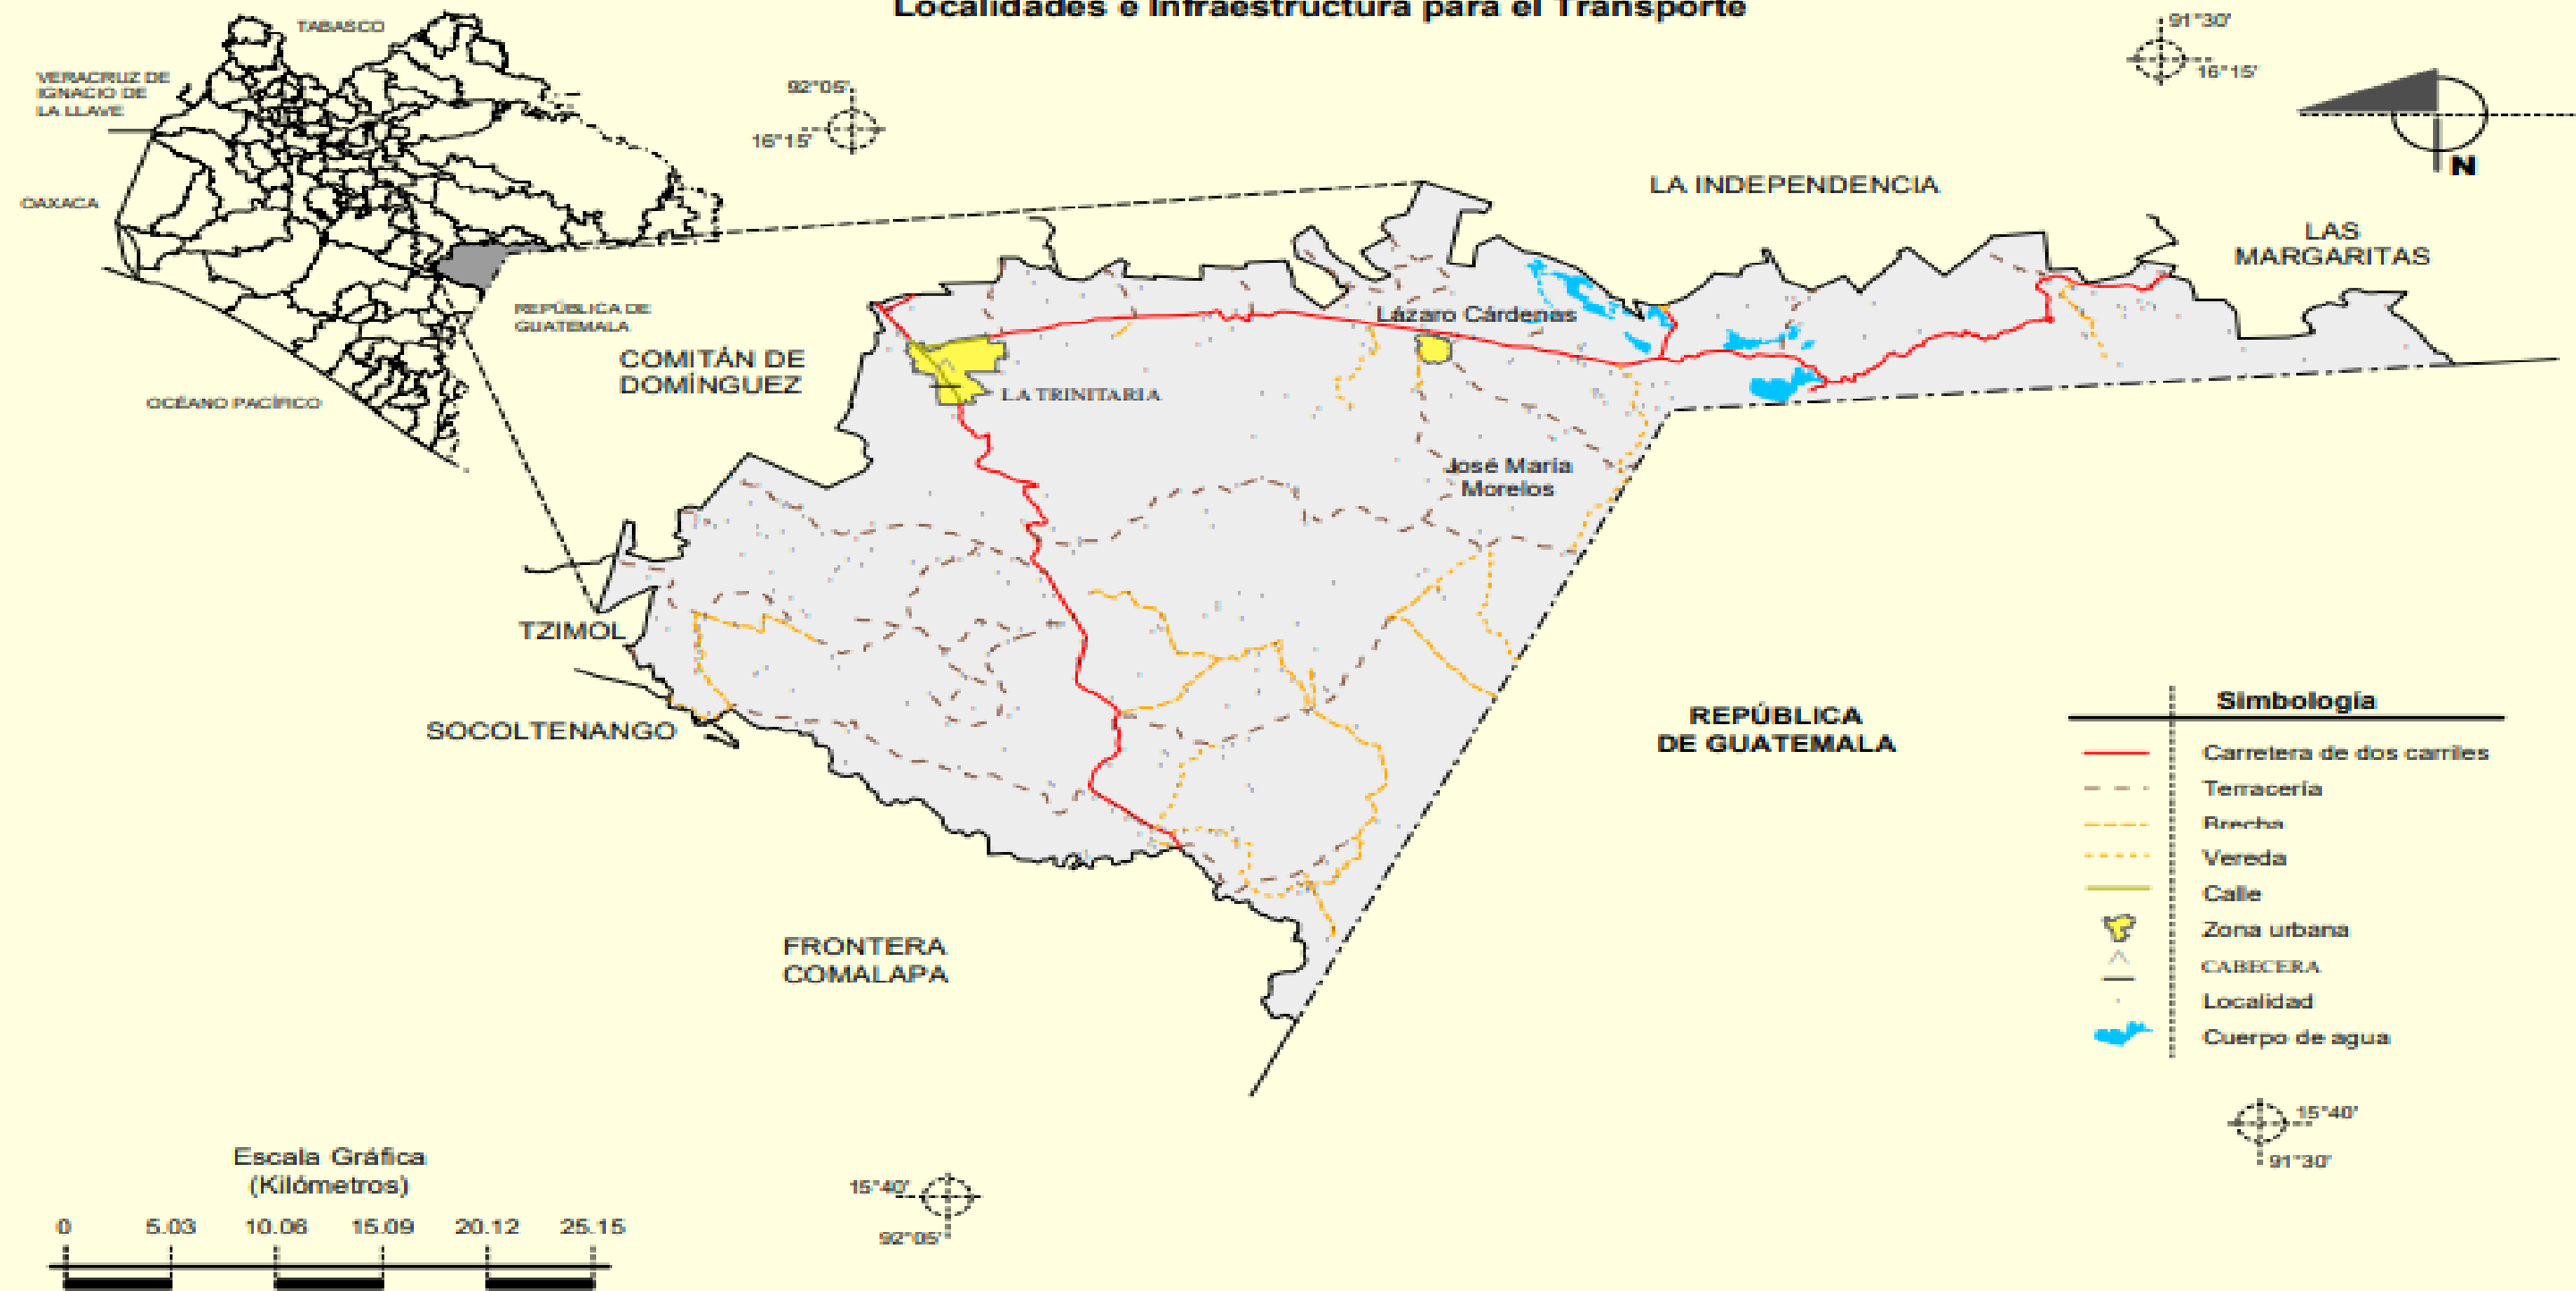 Localidades e Infraestructura para el Transporte
TABASCO
VERACRUZ DE
IGNACIO DE
LA LLAVE
OAXACA
REPÚBLICA DE
GUATEMALA
OCÉANO PACÍFICO
92°05'
16°15'
91°30'
16°15'
N
LA INDEPENDENCIA
LAS
MARGARITAS
Lázaro Cárdenas
COMITÁN DE
DOMÍNGUEZ
LA TRINITARIA
José María
Morelos
TZIMOL
SOCOLTENANGO
REPÚBLICA
DE GUATEMALA
FRONTERA
COMALAPA
Simbología
Carretera de dos carriles
Terracería
Brecha
Vereda
Calle
Zona urbana
CABECERA
Localidad
Cuerpo de agua
15°40'
91°30'
15°40'
92°05'
Escala Gráfica
(Kilómetros)
0 5.03 10.06 15.09 20.12 25.15